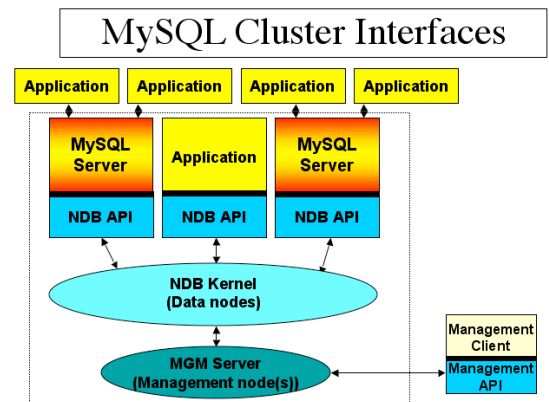 MySQL Cluster Interfaces
Application
Application
Application
Application
MySQL
Server
Application
MySQL
Server
NDB API
NDB API
NDB API
NDB Kernel
(Data nodes)
MGM Server
(Management node(s))
Management
Client
Management
API